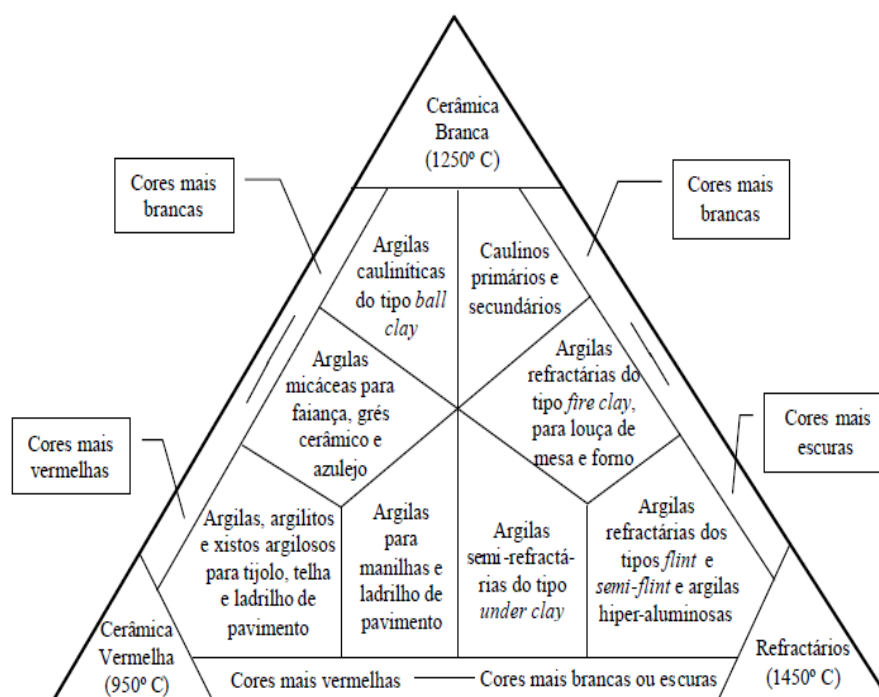 Cerâmica
Branca
(1250º C)
Cores mais
brancas
Cores mais
brancas
Argilas
cauliníticas
do tipo ball
clay
Caulinos
primários e
secundários
Argilas
micáceas para
faiança, grés
cerâmico e
azulejo
Argilas
refractárias do
tipo fire clay,
para louça de
mesa e forno
Cores mais
vermelhas
Cores mais
escuras
Argilas, argilitos
e xistos argilosos
para tijolo, telha
e ladrilho de
pavimento
Argilas
para
manilhas e
ladrilho de
pavimento
Argilas
semi-refractá-
rias do tipo
under clay
Argilas
refractárias dos
tipos flint e
semi-flint e argilas
hiper-aluminosas
Cerâmica
Vermelha
(950º C)
Cores mais vermelhas
Cores mais brancas ou escuras
Refractários
(1450º C)